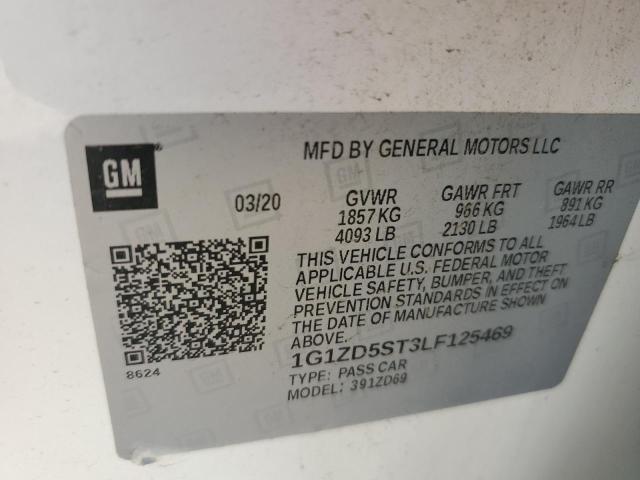 MFD BY GENERAL MOTORS LLC
GM
03/20 GVWR GAWR FRT GAWR RR
1857 KG 966 KG 891 KG
4093 LB 2130 LB 1964 LB
THIS VEHICLE CONFORMS TO ALL
APPLICABLE U.S. FEDERAL MOTOR
VEHICLE SAFETY, BUMPER, AND THEFT
PREVENTION STANDARDS IN EFFECT ON
THE DATE OF MANUFACTURE SHOWN
ABOVE.
1G1ZD5ST3LF125469
8624
TYPE: PASS CAR
MODEL: 391ZD69